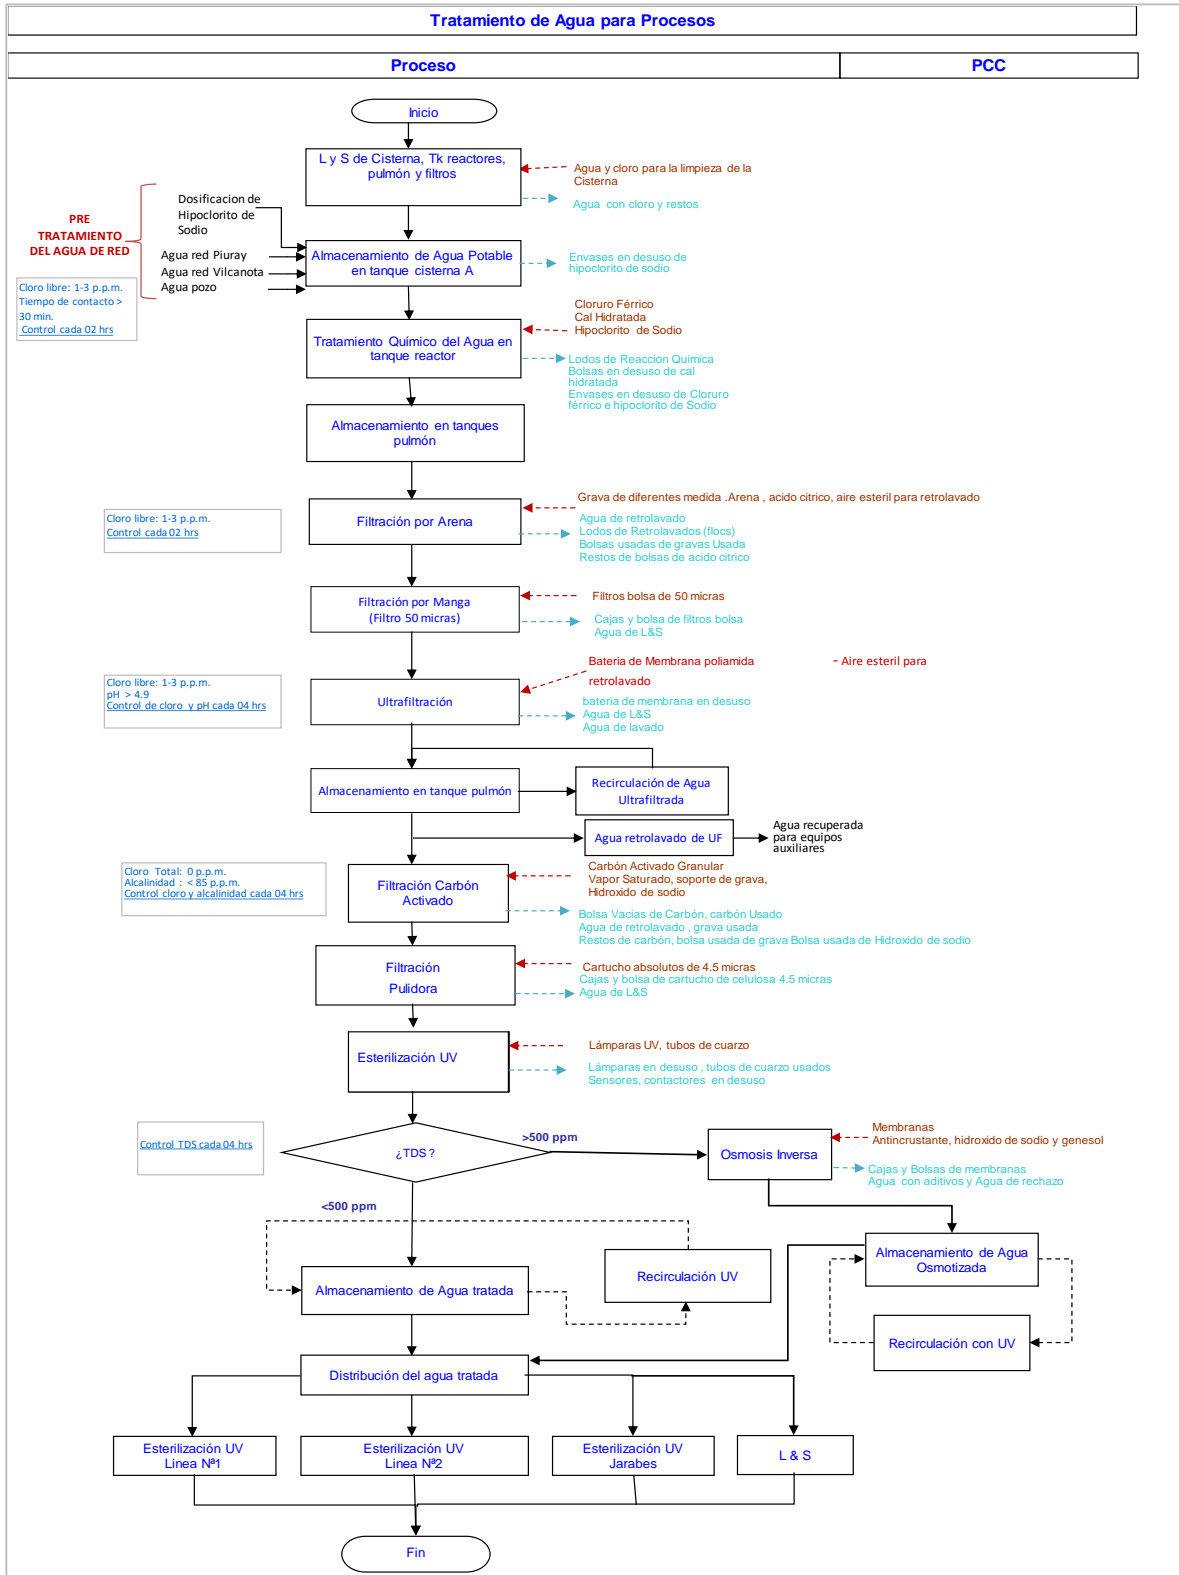 Tratamiento de Agua para Procesos
Proceso
PCC
Inicio
L y S de Cisterna, Tk reactores,
pulmón y filtros
Agua y cloro para la limpieza de la
Cisterna
Agua con cloro y restos
Dosificacion de
Hipoclorito de
Sodio
PRE
TRATAMIENTO
DEL AGUA DE RED
Agua red Piuray
Agua red Vilcanota
Agua pozo
Almacenamiento de Agua Potable
en tanque cisterna A
Envases en desuso de
hipoclorito de sodio
Cloro libre: 1-3 p.p.m.
Tiempo de contacto >
30 min.
Control cada 02 hrs
Tratamiento Químico del Agua en
tanque reactor
Cloruro Férrico
Cal Hidratada
Hipoclorito de Sodio
Lodos de Reaccion Quimica
Bolsas en desuso de cal
hidratada
Envases en desuso de Cloruro
férrico e hipoclorito de Sodio
Almacenamiento en tanques
pulmón
Cloro libre: 1-3 p.p.m.
Control cada 02 hrs
Filtración por Arena
Grava de diferentes medida .Arena , acido citrico, aire esteril para retrolavado
Agua de retrolavado
Lodos de Retrolavados (flocs)
Bolsas usadas de gravas Usada
Restos de bolsas de acido citrico
Filtración por Manga
(Filtro 50 micras)
Filtros bolsa de 50 micras
Cajas y bolsa de filtros bolsa
Agua de L&S
Cloro libre: 1-3 p.p.m.
pH > 4.9
Control de cloro y pH cada 04 hrs
Ultrafiltración
Bateria de Membrana poliamida - Aire esteril para
retrolavado
bateria de membrana en desuso
Agua de L&S
Agua de lavado
Almacenamiento en tanque pulmón
Recirculación de Agua
Ultrafiltrada
Agua retrolavado de UF
Agua recuperada
para equipos
auxiliares
Cloro Total: 0 p.p.m.
Alcalinidad : < 85 p.p.m.
Control cloro y alcalinidad cada 04 hrs
Filtración Carbón
Activado
Carbón Activado Granular
Vapor Saturado, soporte de grava,
Hidroxido de sodio
Bolsa Vacias de Carbón, carbón Usado
Agua de retrolavado , grava usada
Restos de carbón, bolsa usada de grava Bolsa usada de Hidroxido de sodio
Filtración
Pulidora
Cartucho absolutos de 4.5 micras
Cajas y bolsa de cartucho de celulosa 4.5 micras
Agua de L&S
Esterilización UV
Lámparas UV, tubos de cuarzo
Lámparas en desuso , tubos de cuarzo usados
Sensores, contactores en desuso
Control TDS cada 04 hrs
¿TDS ?
>500 ppm
<500 ppm
Osmosis Inversa
Membranas
Antincrustante, hidroxido de sodio y genesol
Cajas y Bolsas de membranas
Agua con aditivos y Agua de rechazo
Almacenamiento de Agua
Osmotizada
Recirculación UV
Almacenamiento de Agua tratada
Recirculación con UV
Distribución del agua tratada
Esterilización UV
Linea Nª1
Esterilización UV
Linea Nª2
Esterilización UV
Jarabes
L & S
Fin